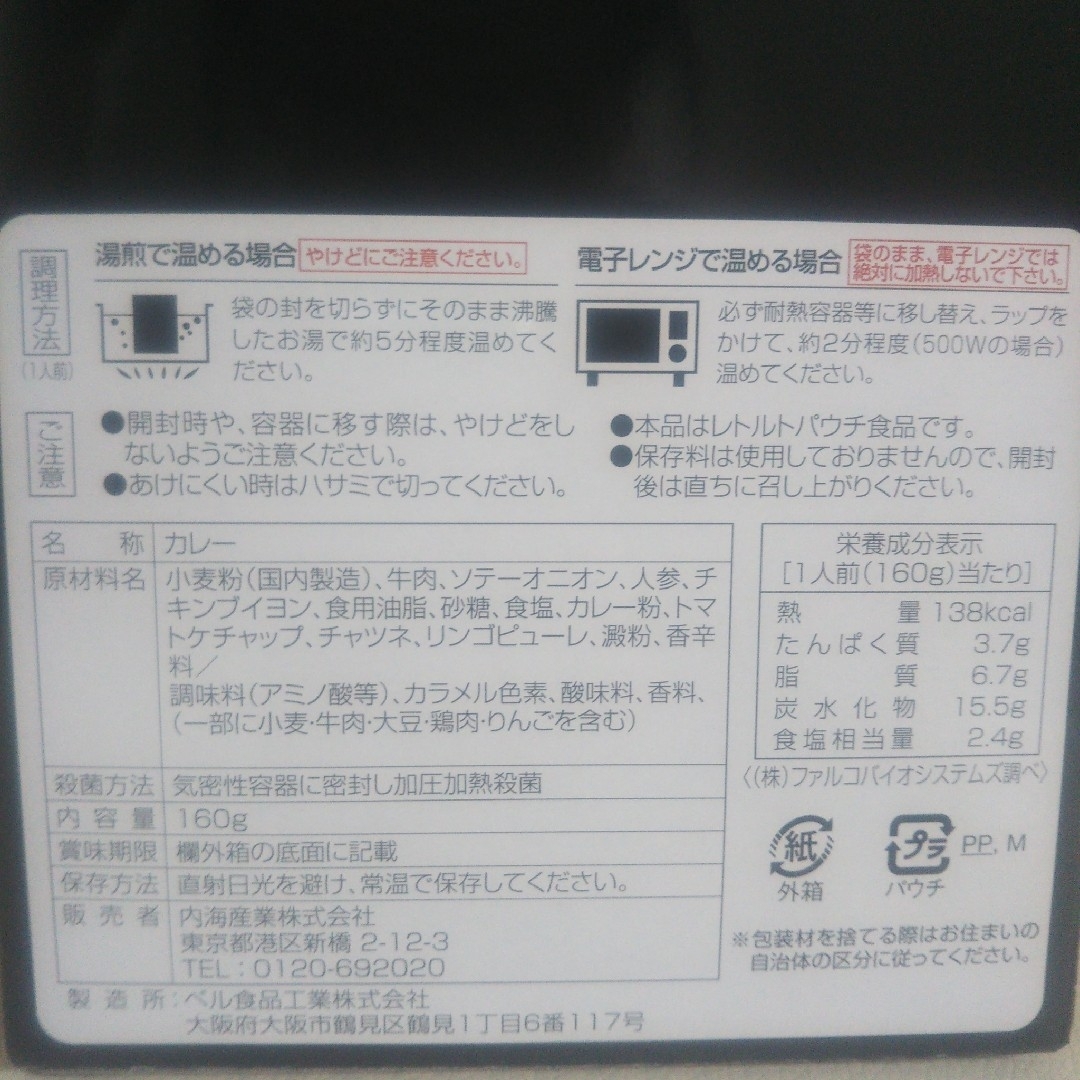 調理方法
(1人前)
湯煎で温める場合 やけどにご注意ください。
袋の封を切らずにそのまま沸騰
したお湯で約5分程度温めてく
ださい。
電子レンジで温める場合 袋のまま、電子レンジでは
絶対に加熱しないで下さい。
必ず耐熱容器等に移し替え、ラップを
かけて、約2分程度(500Wの場合)
温めてください。
ご注意
●開封時や、容器に移す際は、やけどをし
ないようご注意ください。
●あけにくい時はハサミで切ってください。
●本品はレトルトパウチ食品です。
●保存料は使用しておりませんので、開封
後は直ちに召し上がりください。
名称 カレー
原材料名 小麦粉(国内製造)、牛肉、ソテーオニオン、人参、チ
キンブイヨン、食用油脂、砂糖、食塩、カレー粉、トマ
トケチャップ、チャツネ、リンゴピューレ、澱粉、香辛
料/
調味料(アミノ酸等)、カラメル色素、酸味料、香料、
(一部に小麦・牛肉・大豆・鶏肉・りんごを含む)
殺菌方法 気密性容器に密封し加圧加熱殺菌
内容量 160g
賞味期限 欄外箱の底面に記載
保存方法 直射日光を避け、常温で保存してください。
販売者 内海産業株式会社
東京都港区新橋 2-12-3
TEL:0120-692020
製造所:ベル食品工業株式会社
大阪府大阪市鶴見区鶴見1丁目6番117号
栄養成分表示
[1人前(160g)当たり]
熱量 138kcal
たんぱく質 3.7g
脂質 6.7g
炭水化物 15.5g
食塩相当量 2.4g
〈(株)ファルコバイオシステムズ調べ〉
紙
外箱
プラ
パウチ
PP, M
※包装材を捨てる際はお住まいの
自治体の区分に従ってください。